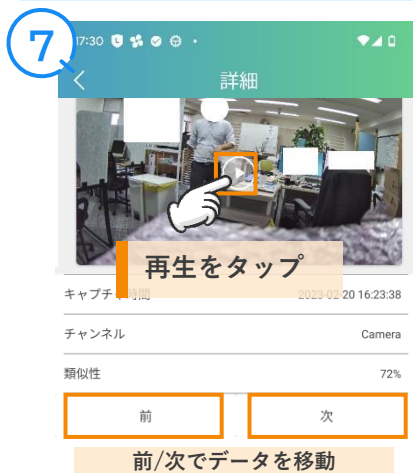 7
17:30
詳細
再生をタップ
キャプチャ時間 2023-02-20 16:23:38
チャンネル Camera
類似性 72%
前 次
前/次でデータを移動